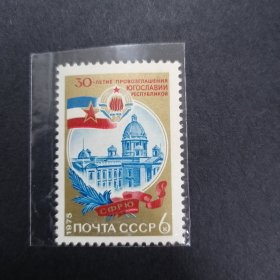 30-ЛЕТИЕ ПРОВОЗГЛАШЕНИЯ
ЮГОСЛАВИИ
РЕСПУБЛИКОЙ
СФРЮ
1975
ПОЧТА СССР 6к